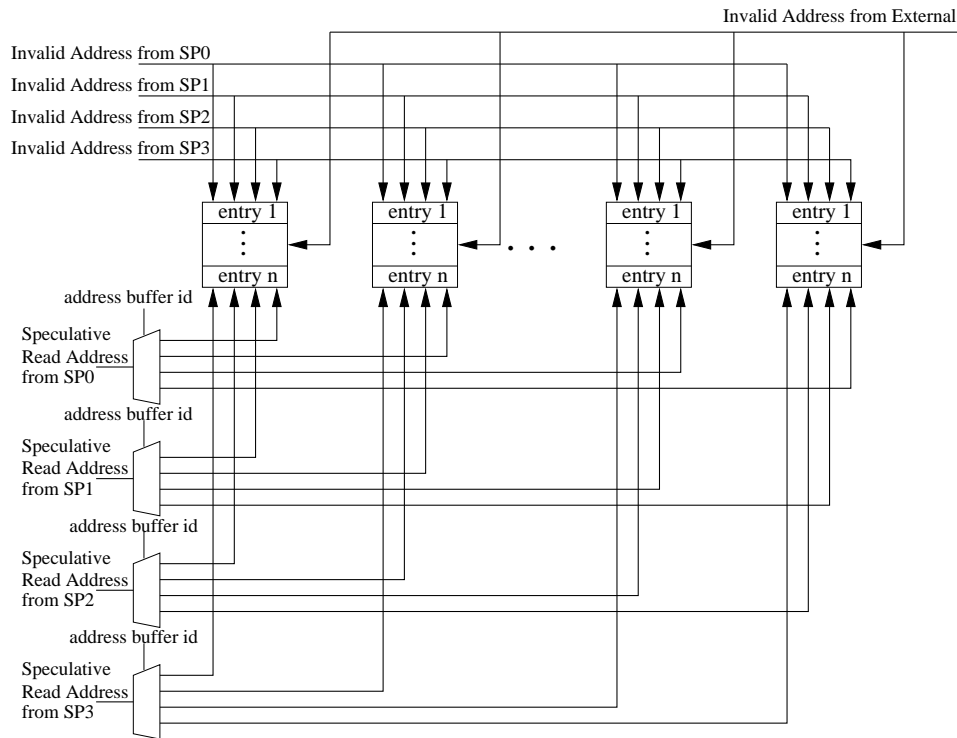 Invalid Address from External
Invalid Address from SP0
Invalid Address from SP1
Invalid Address from SP2
Invalid Address from SP3
entry 1 entry 1 entry 1 entry 1
entry n entry n entry n entry n
address buffer id
Speculative
Read Address
from SP0
address buffer id
Speculative
Read Address
from SP1
address buffer id
Speculative
Read Address
from SP2
address buffer id
Speculative
Read Address
from SP3